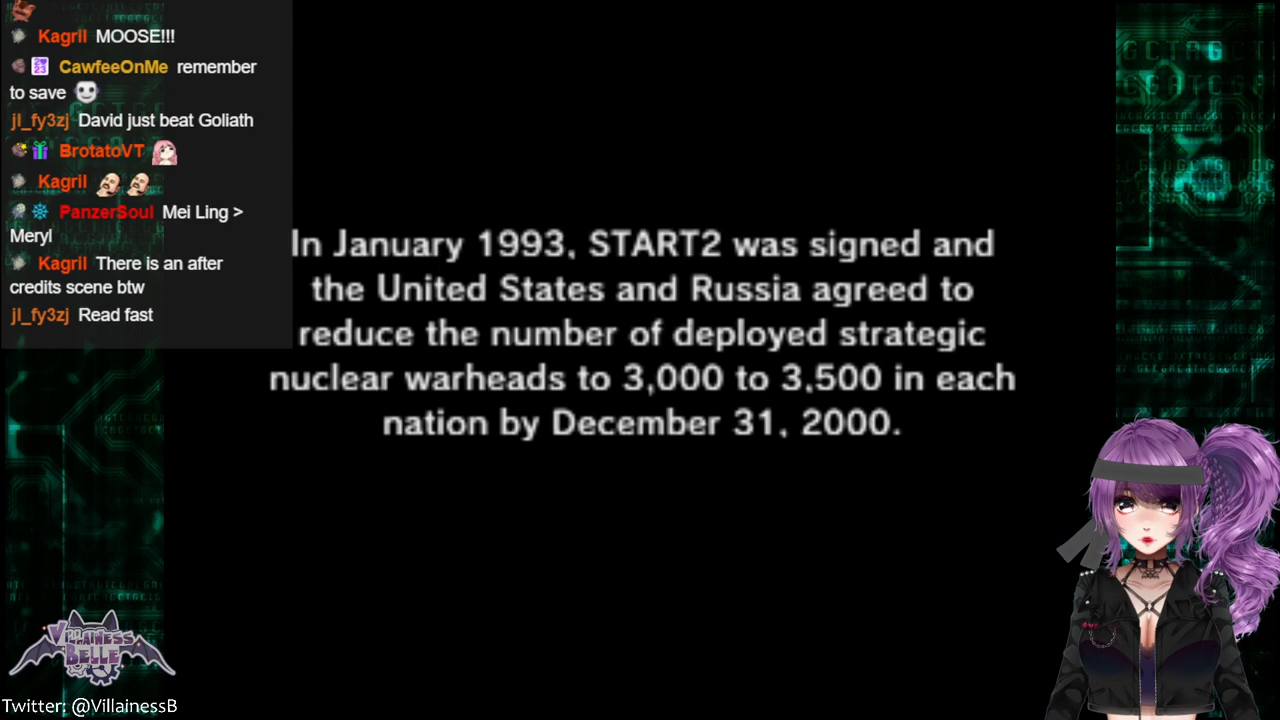 Kagril MOOSE!!!
CawfeeOnMe remember
to save
jl_fy3zj David just beat Goliath
BrotatoVT
Kagril
PanzerSoul Mei Ling >
Meryl
Kagril There is an after
credits scene btw
jl_fy3zj Read fast
In January 1993, START2 was signed and
the United States and Russia agreed to
reduce the number of deployed strategic
nuclear warheads to 3,000 to 3,500 in each
nation by December 31, 2000.
VILLAINESS
BELLE
Twitter: @VillainessB